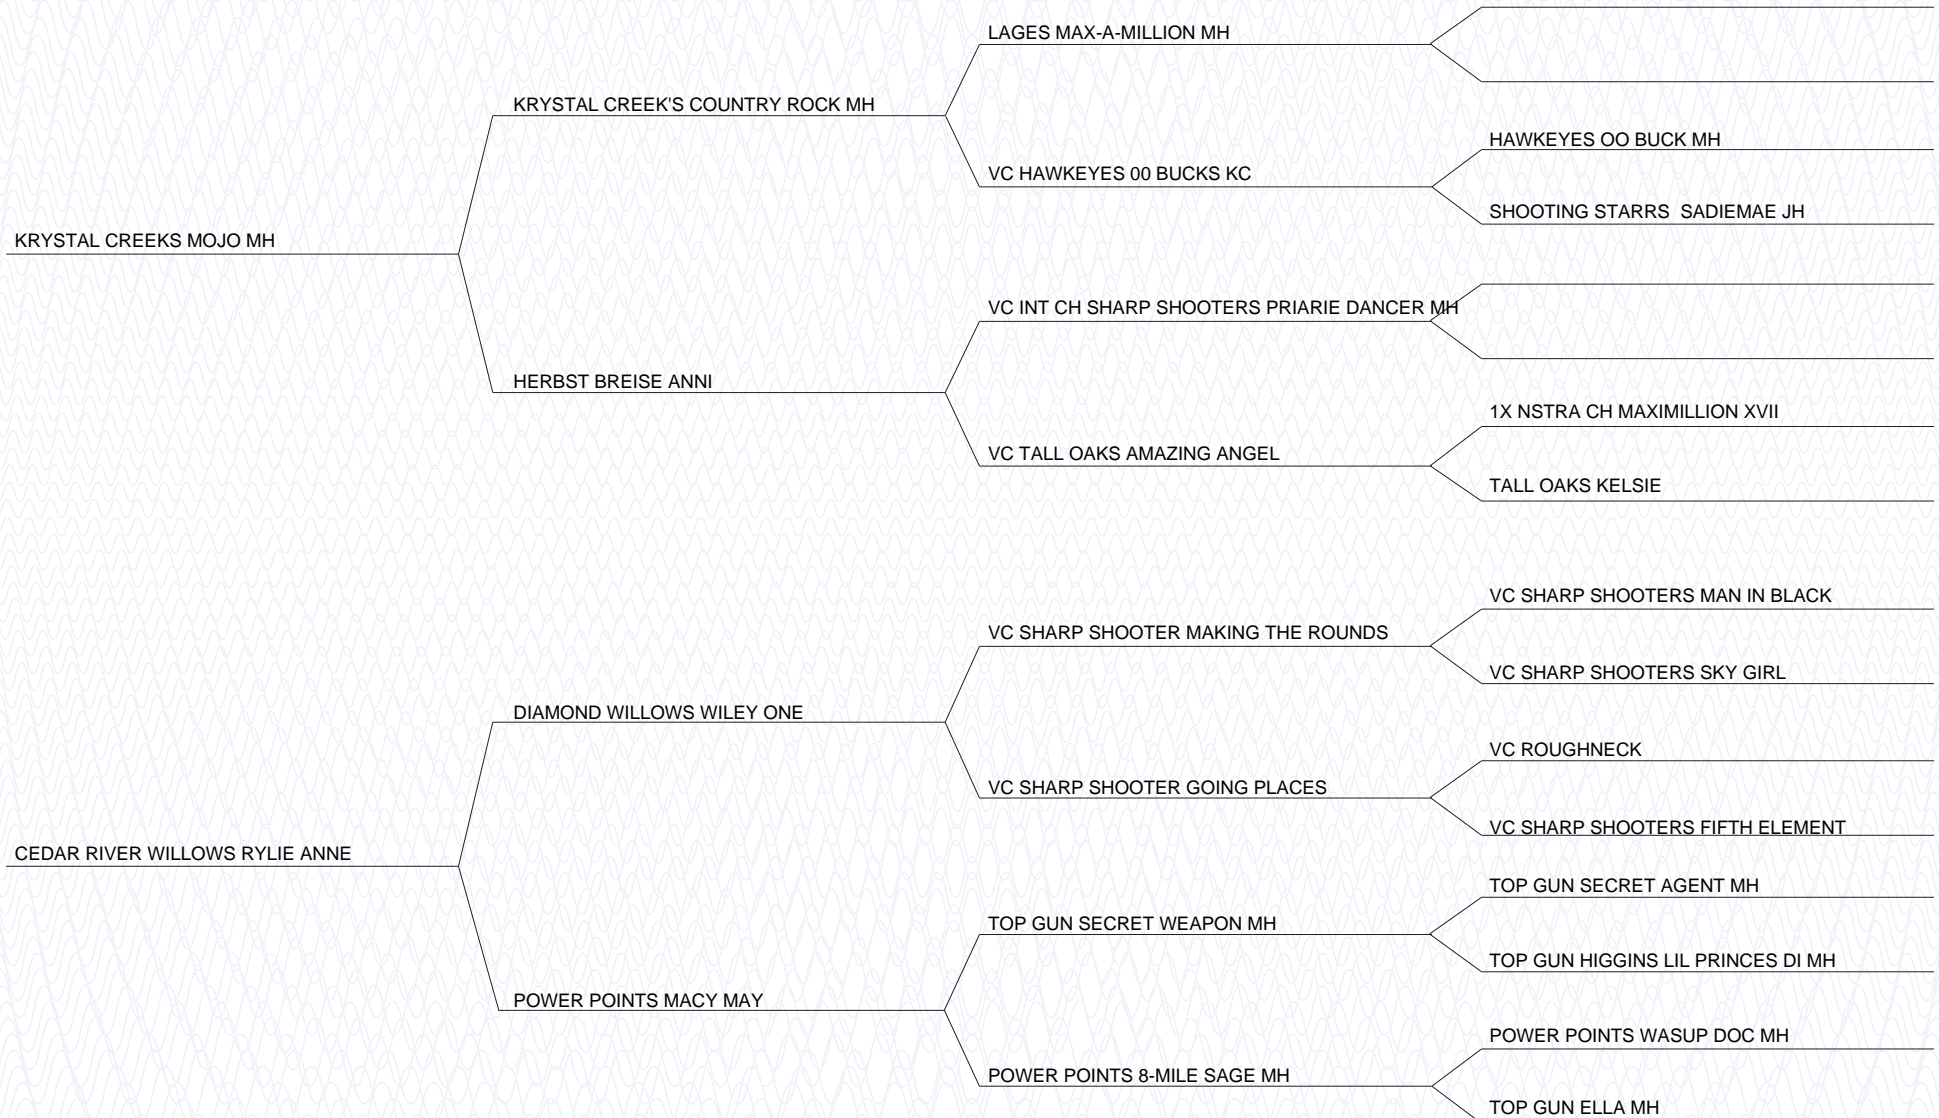 LAGES MAX-A-MILLION MH
KRYSTAL CREEK'S COUNTRY ROCK MH
HAWKEYES OO BUCK MH
VC HAWKEYES 00 BUCKS KC
SHOOTING STARRS  SADIEMAE JH
KRYSTAL CREEKS MOJO MH
VC INT CH SHARP SHOOTERS PRIARIE DANCER MH
HERBST BREISE ANNI
1X NSTRA CH MAXIMILLION XVII
VC TALL OAKS AMAZING ANGEL
TALL OAKS KELSIE
VC SHARP SHOOTERS MAN IN BLACK
VC SHARP SHOOTER MAKING THE ROUNDS
VC SHARP SHOOTERS SKY GIRL
DIAMOND WILLOWS WILEY ONE
VC ROUGHNECK
VC SHARP SHOOTER GOING PLACES
VC SHARP SHOOTERS FIFTH ELEMENT
CEDAR RIVER WILLOWS RYLIE ANNE
TOP GUN SECRET AGENT MH
TOP GUN SECRET WEAPON MH
TOP GUN HIGGINS LIL PRINCES DI MH
POWER POINTS MACY MAY
POWER POINTS WASUP DOC MH
POWER POINTS 8-MILE SAGE MH
TOP GUN ELLA MH